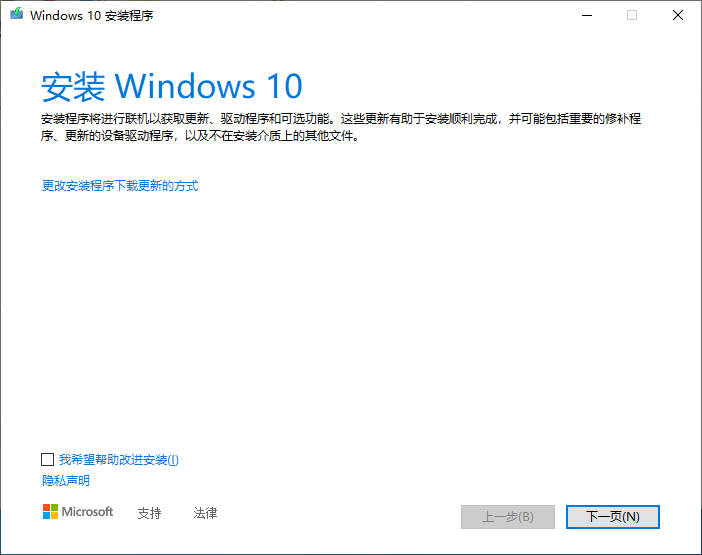 Windows 10 安装程序
安装 Windows 10
安装程序将进行联机以获取更新、驱动程序和可选功能。这些更新有助于安装顺利完成，并可能包括重要的修补程
序、更新的设备驱动程序，以及不在安装介质上的其他文件。
更改安装程序下载更新的方式
我希望帮助改进安装(I)
隐私声明
Microsoft 支持 法律 上一步(B) 下一页(N)